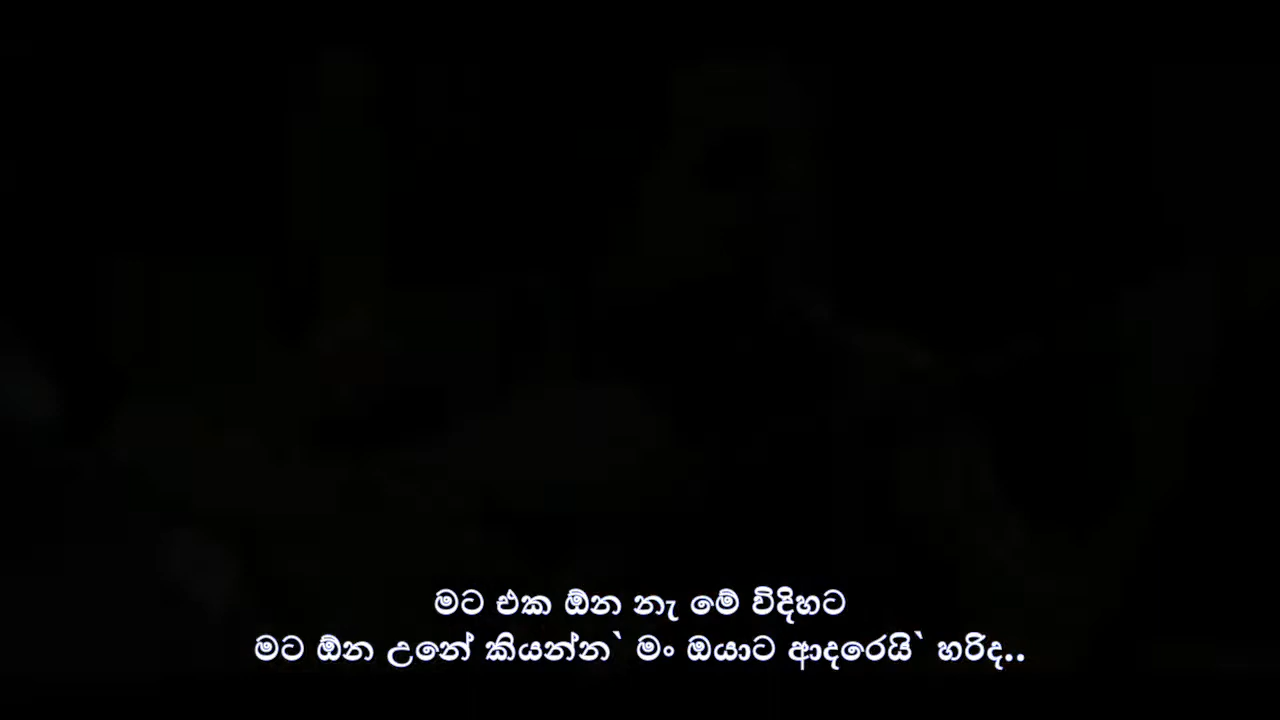 මට එක ඕන නැ මේ විදිහට
මට ඕන උනේ කියන්න` මං ඔයාට ආදරෙයි` හරිද..